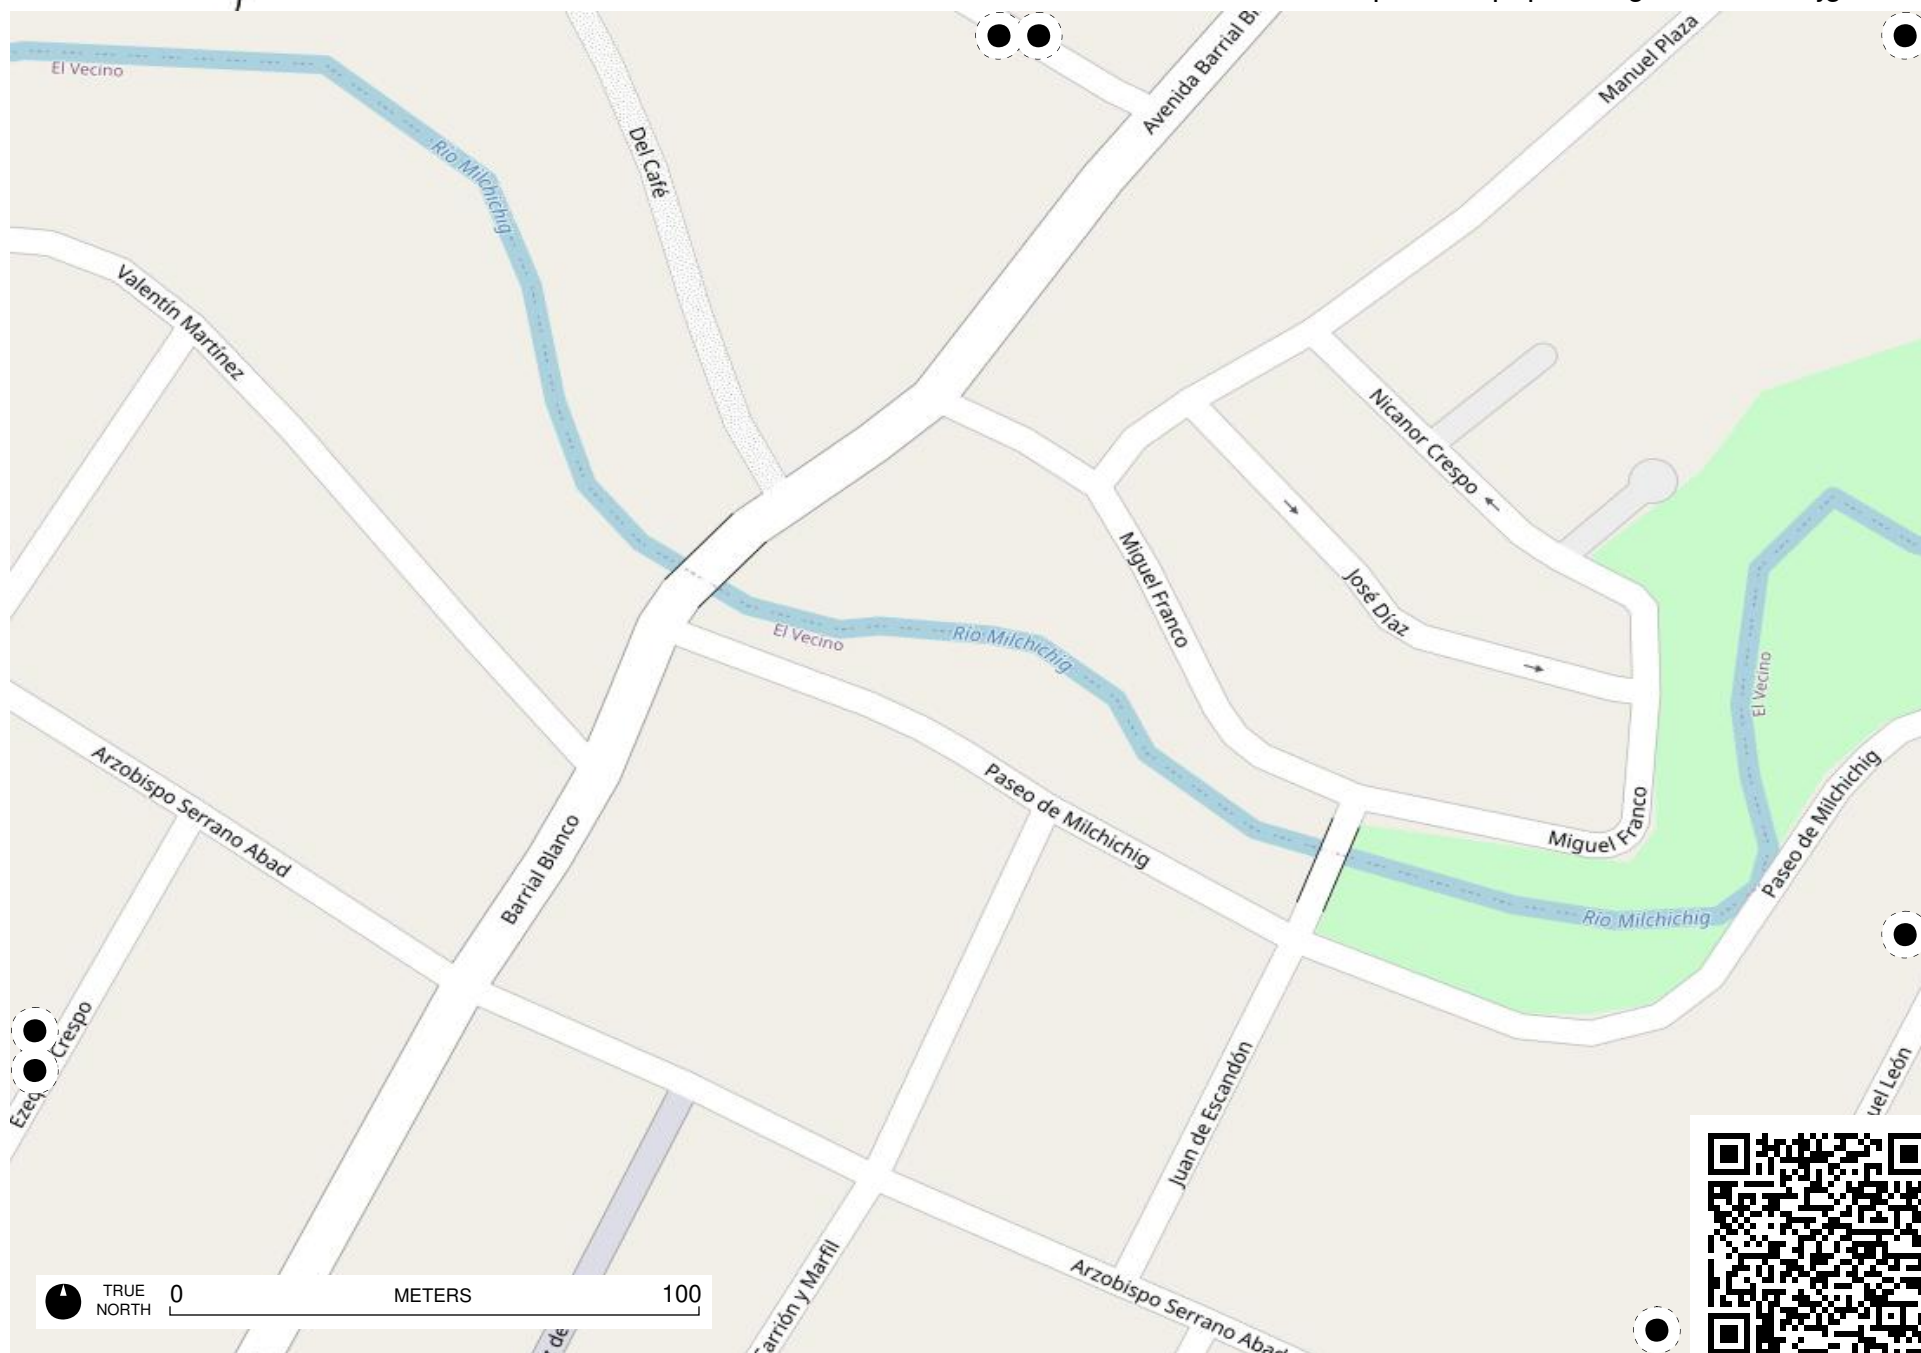 Avenida Barrial
Manuel Plaza
El Vecino
Río Milchichig
Del Café
Valentín Martínez
Nicanor Crespo
Miguel Franco
José Díaz
Río Milchichig
El Vecino
El Vecino
Paseo de Milchichig
Arzobispo Serrano Abad
Barrial Blanco
Miguel Franco
Paseo de Milchichig
Río Milchichig
Crespo
Juan de Escandón
León
Arzobispo Serrano Abad
y Marfil
TRUE
NORTH
0 METERS 100